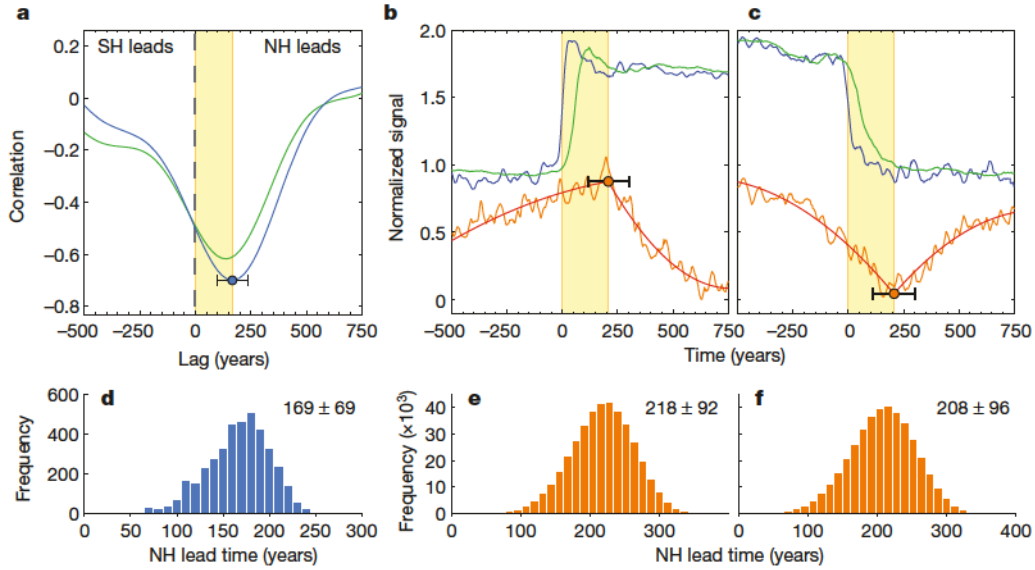 a
SH leads
NH leads
0.2
0
−0.2
−0.4
−0.6
−0.8
Correlation
−500
−250
0
250
500
750
Lag (years)
b
c
2.0
1.5
1.0
0.5
0
Normalized signal
−500
−250
0
250
500
750
−250
0
250
500
750
Time (years)
d
169 ± 69
600
400
200
0
Frequency
0
50
100
150
200
250
300
NH lead time (years)
e
218 ± 92
f
208 ± 96
40
20
0
Frequency (×10³)
0
100
200
300
0
100
200
300
400
NH lead time (years)
NH lead time (years)